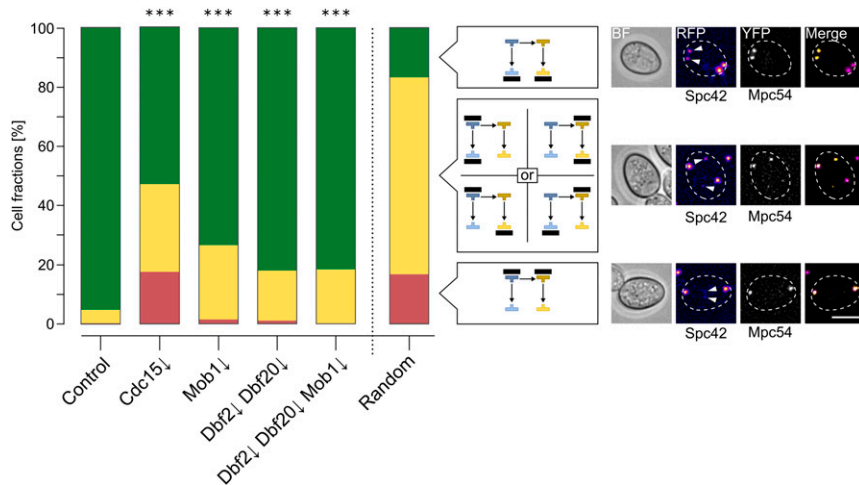 *** *** *** ***
100
80
60
40
20
0
Cell fractions [%]
Control
Cdc15↓
Mob1↓
Dbf2↓ Dbf20↓
Dbf2↓ Dbf20↓ Mob1↓
Random
or
BF RFP YFP Merge
Spc42 Mpc54
Spc42 Mpc54
Spc42 Mpc54